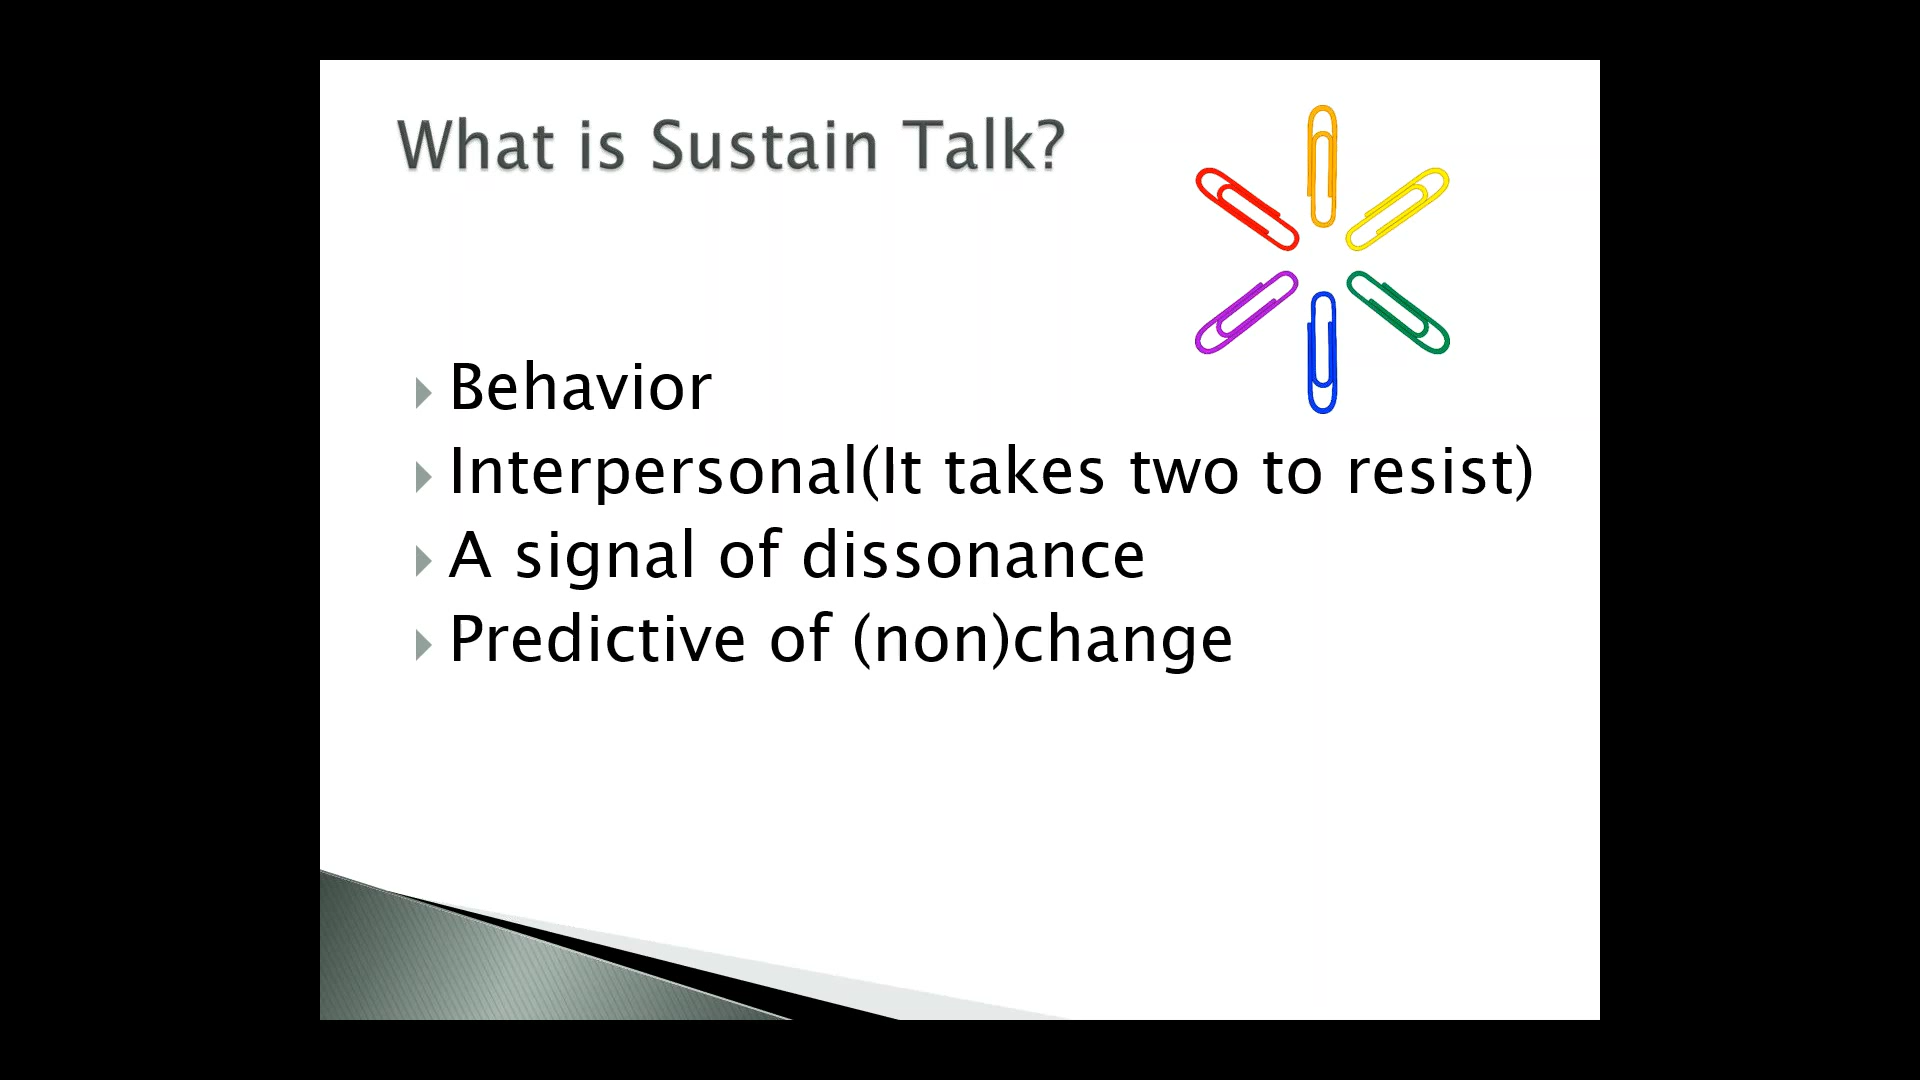 What is Sustain Talk?
Behavior
Interpersonal(It takes two to resist)
A signal of dissonance
Predictive of (non)change